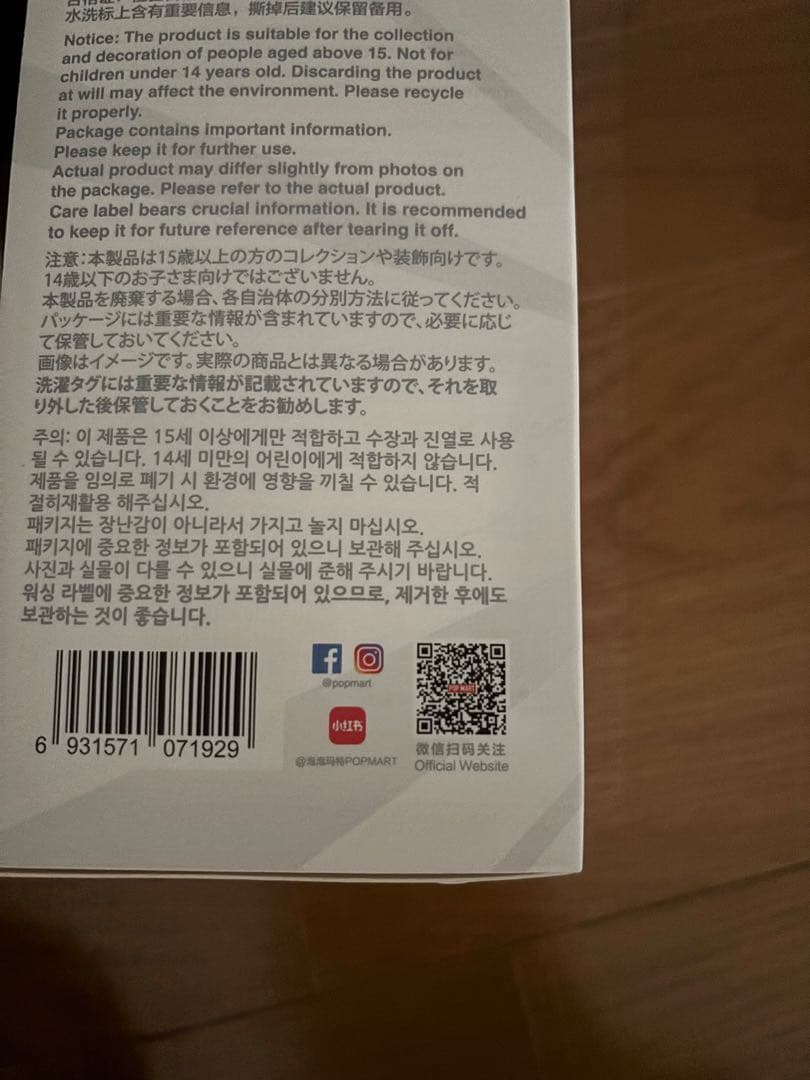 水洗标上含有重要信息，撕掉后建议保留备用。
Notice: The product is suitable for the collection
and decoration of people aged above 15. Not for
children under 14 years old. Discarding the product
at will may affect the environment. Please recycle
it properly.
Package contains important information.
Please keep it for further use.
Actual product may differ slightly from photos on
the package. Please refer to the actual product.
Care label bears crucial information. It is recommended
to keep it for future reference after tearing it off.
注意:本製品は15歳以上の方のコレクションや装飾向けです。
14歳以下のお子さま向けではございません。
本製品を廃棄する場合、各自治体の分別方法に従ってください。
パッケージには重要な情報が含まれていますので、必要に応じ
て保管しておいてください。
画像はイメージです。実際の商品とは異なる場合があります。
洗濯タグには重要な情報が記載されていますので、それを取
り外した後保管しておくことをお勧めします。
주의: 이 제품은 15세 이상에게만 적합하고 수장과 진열로 사용
될 수 있습니다. 14세 미만의 어린이에게 적합하지 않습니다.
제품을 임의로 폐기 시 환경에 영향을 끼칠 수 있습니다. 적
절히재활용 해주십시오.
패키지는 장난감이 아니라서 가지고 놀지 마십시오.
패키지에 중요한 정보가 포함되어 있으니 보관해 주십시오.
사진과 실물이 다를 수 있으니 실물에 준해 주시기 바랍니다.
워싱 라벨에 중요한 정보가 포함되어 있으므로, 제거한 후에도
보관하는 것이 좋습니다.
6 931571 071929
@popmart
小红书
@泡泡玛特POPMART
POP MART
微信扫码关注
Official Website